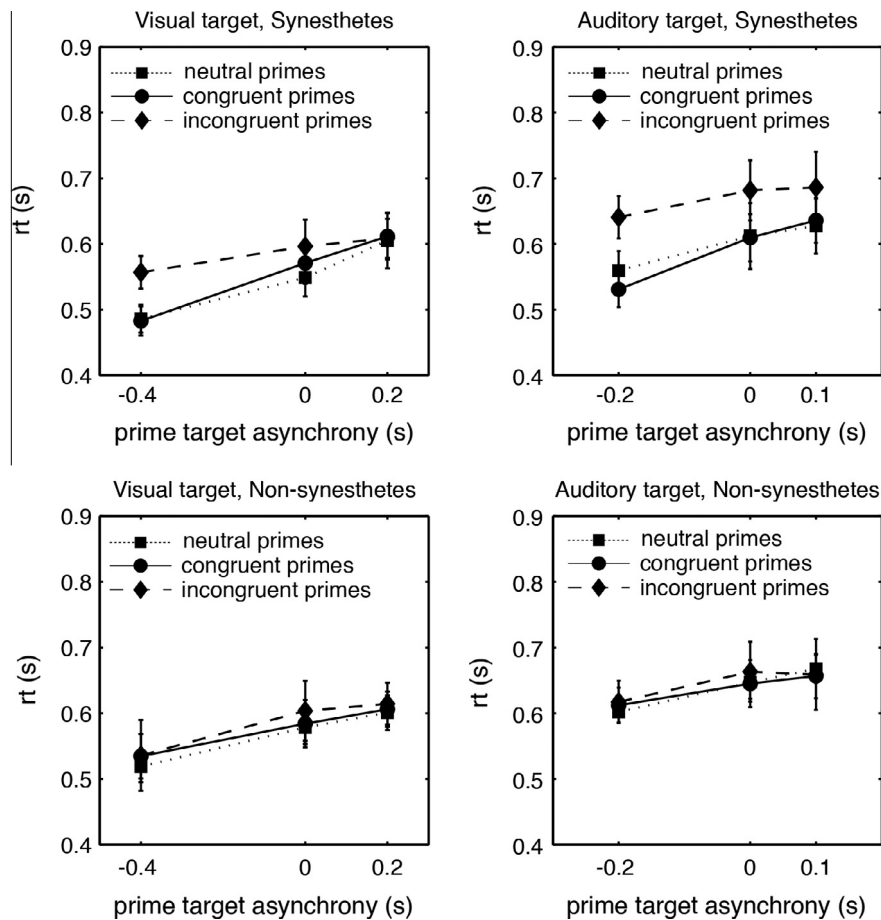 Visual target, Synesthetes
0.9
0.8
0.7
0.6
0.5
0.4
rt (s)
neutral primes
congruent primes
incongruent primes
-0.4 0 0.2
prime target asynchrony (s)
Auditory target, Synesthetes
0.9
0.8
0.7
0.6
0.5
0.4
rt (s)
neutral primes
congruent primes
incongruent primes
-0.2 0 0.1
prime target asynchrony (s)
Visual target, Non-synesthetes
0.9
0.8
0.7
0.6
0.5
0.4
rt (s)
neutral primes
congruent primes
incongruent primes
-0.4 0 0.2
prime target asynchrony (s)
Auditory target, Non-synesthetes
0.9
0.8
0.7
0.6
0.5
0.4
rt (s)
neutral primes
congruent primes
incongruent primes
-0.2 0 0.1
prime target asynchrony (s)